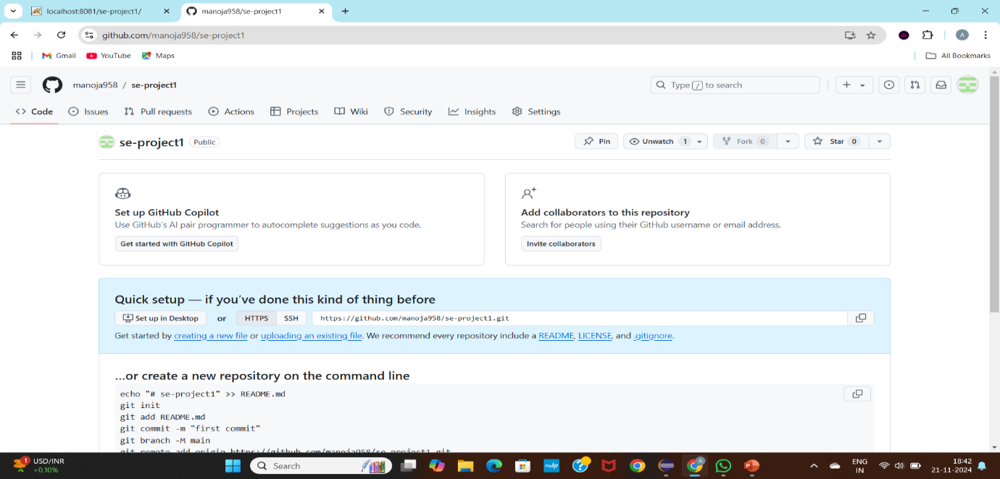 localhost:8081/se-project1/
manoja958/se-project1
github.com/manoja958/se-project1
A
Gmail
YouTube
Maps
All Bookmarks
manoja958 / se-project1
Type / to search
Code
Issues
Pull requests
Actions
Projects
Wiki
Security
Insights
Settings
se-project1 Public
Pin
Unwatch 1
Fork 0
Star 0
Set up GitHub Copilot
Use GitHub's AI pair programmer to autocomplete suggestions as you code.
Get started with GitHub Copilot
Add collaborators to this repository
Search for people using their GitHub username or email address.
Invite collaborators
Quick setup — if you've done this kind of thing before
Set up in Desktop or HTTPS SSH https://github.com/manoja958/se-project1.git
Get started by creating a new file or uploading an existing file. We recommend every repository include a README, LICENSE, and .gitignore.
...or create a new repository on the command line
echo "# se-project1" >> README.md
git init
git add README.md
git commit -m "first commit"
git branch -M main
git remote add origin https://github.com/manoja958/se-project1.git
1
USD/INR
+0.10%
Search
ENG
IN
18:42
21-11-2024